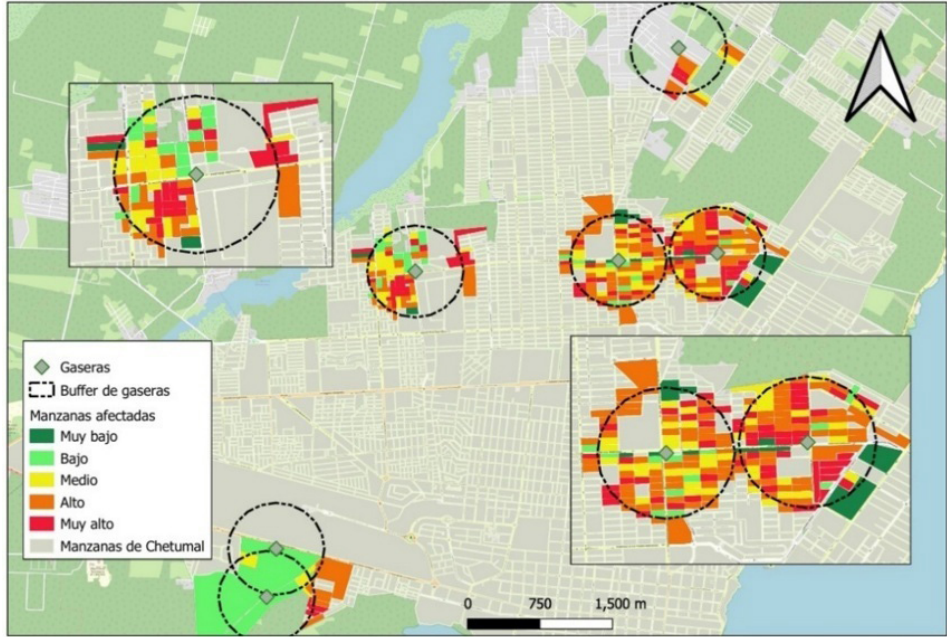 Gaseras
Buffer de gaseras
Manzanas afectadas
Muy bajo
Bajo
Medio
Alto
Muy alto
Manzanas de Chetumal
0 750 1,500 m